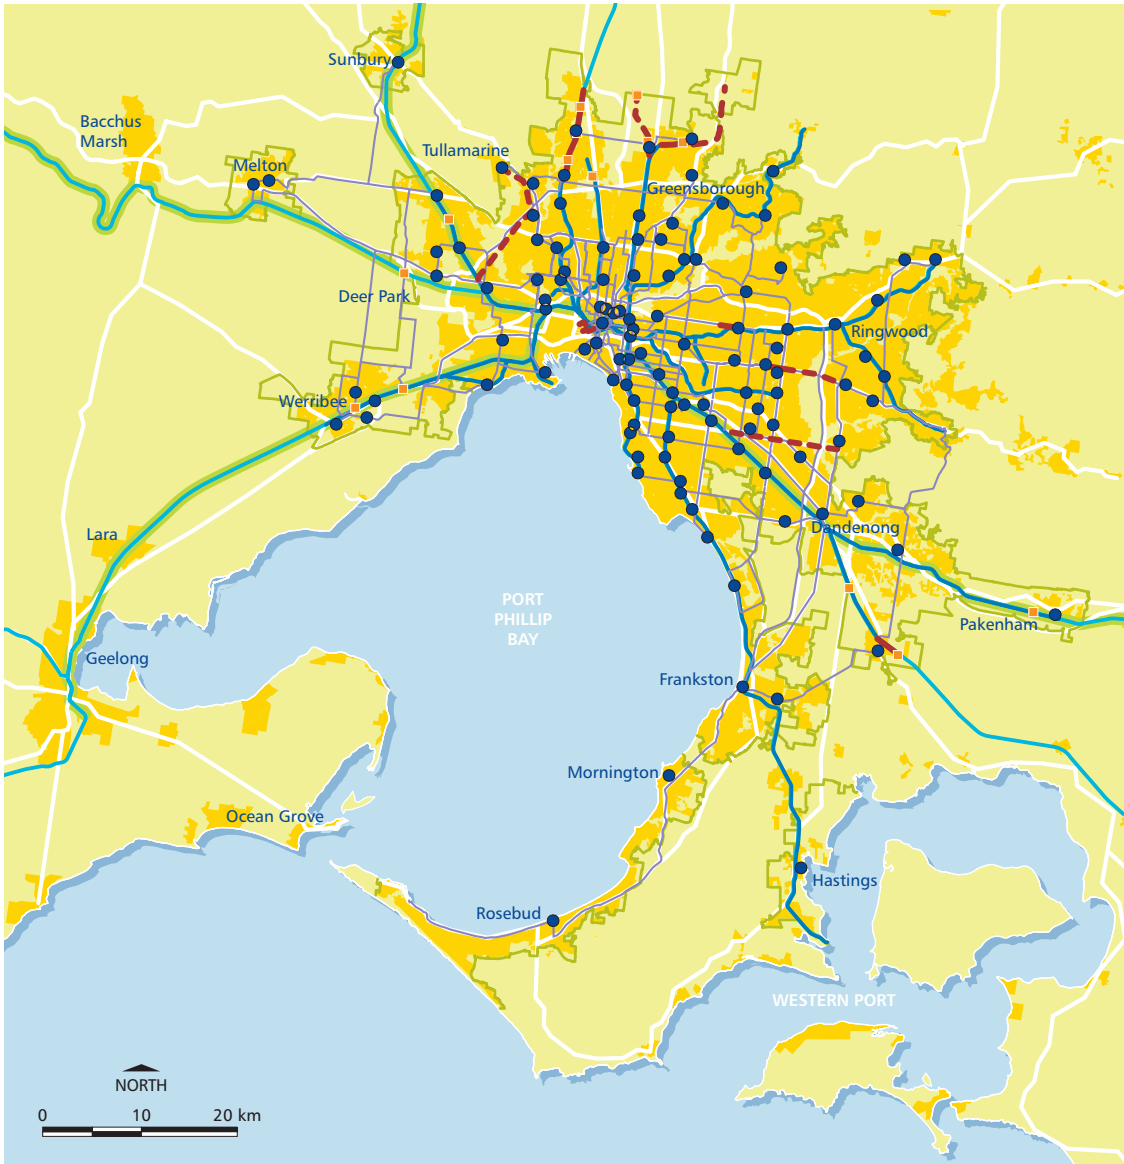 Sunbury
Bacchus
Marsh
Tullamarine
Melton
Greensborough
Deer Park
Ringwood
Werribee
Lara
Dandenong
PORT
PHILLIP
BAY
Pakenham
Geelong
Frankston
Mornington
Ocean Grove
Hastings
Rosebud
WESTERN PORT
NORTH
0 10 20 km